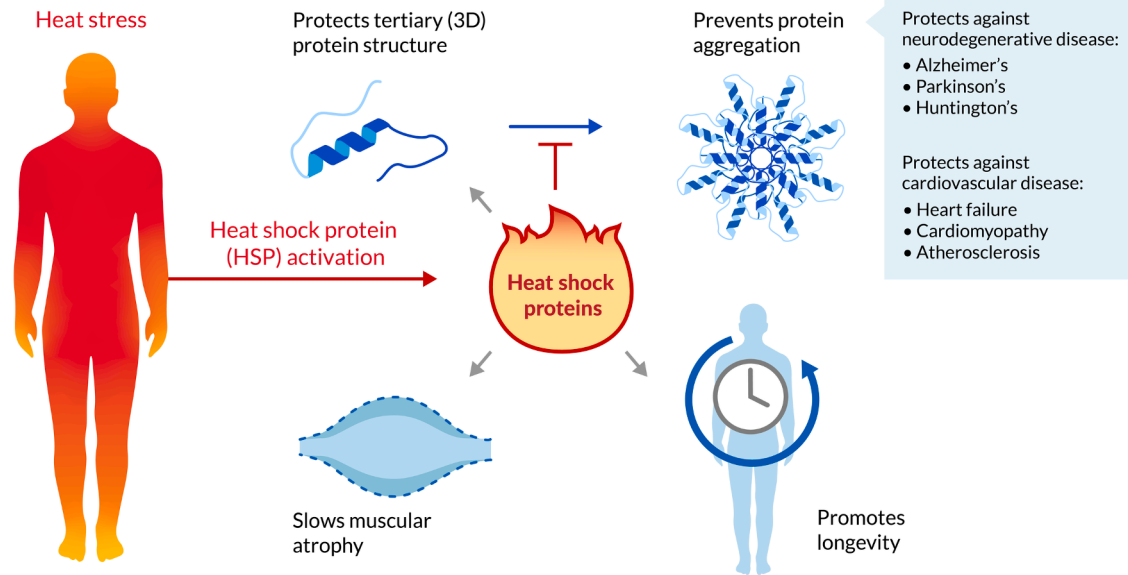 Heat stress
Protects tertiary (3D)
protein structure
Prevents protein
aggregation
Protects against
neurodegenerative disease:
• Alzheimer’s
• Parkinson’s
• Huntington’s
Protects against
cardiovascular disease:
• Heart failure
• Cardiomyopathy
• Atherosclerosis
Heat shock protein
(HSP) activation
Heat shock
proteins
Slows muscular
atrophy
Promotes
longevity